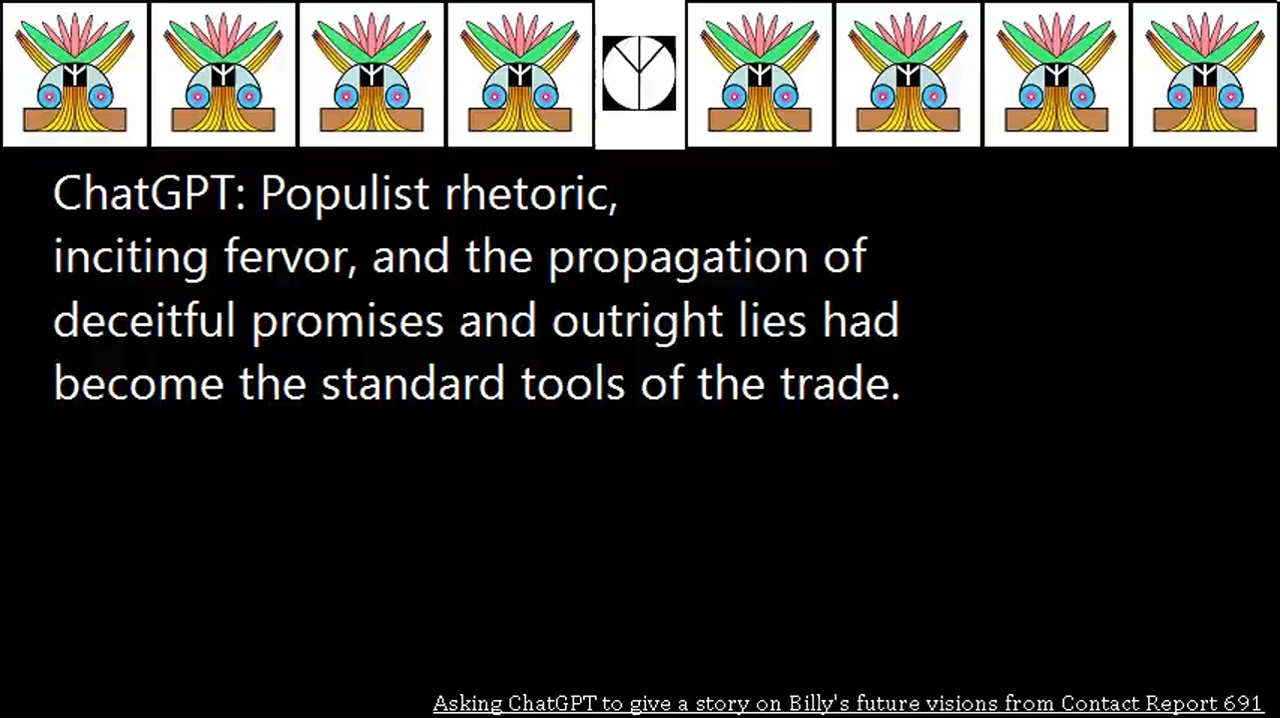 ChatGPT: Populist rhetoric,
inciting fervor, and the propagation of
deceitful promises and outright lies had
become the standard tools of the trade.
Asking ChatGPT to give a story on Billy's future visions from Contact Report 691